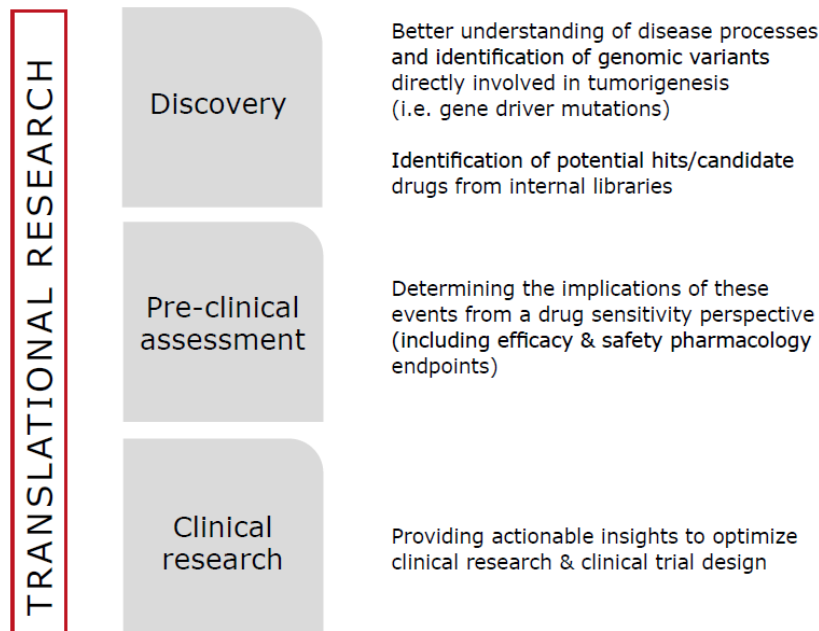 TRANSLATIONAL RESEARCH
Discovery
Better understanding of disease processes
and identification of genomic variants
directly involved in tumorigenesis
(i.e. gene driver mutations)
Identification of potential hits/candidate
drugs from internal libraries
Pre-clinical
assessment
Determining the implications of these
events from a drug sensitivity perspective
(including efficacy & safety pharmacology
endpoints)
Clinical
research
Providing actionable insights to optimize
clinical research & clinical trial design